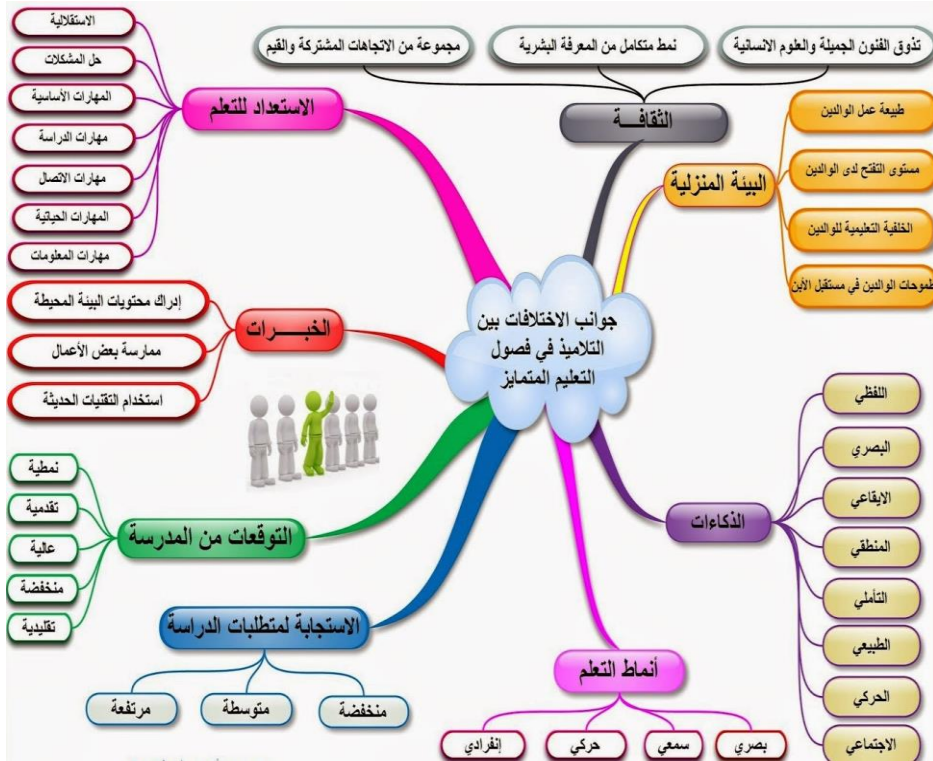 جوانب الاختلافات بين
التلاميذ في فصول
التعليم المتمايز
الثقافـــة
تذوق الفنون الجميلة والعلوم الانسانية
نمط متكامل من المعرفة البشرية
مجموعة من الاتجاهات المشتركة والقيم
البيئة المنزلية
طبيعة عمل الوالدين
مستوى التفتح لدى الوالدين
الخلفية التعليمية للوالدين
طموحات الوالدين في مستقبل الأبن
الذكاءات
اللفظي
البصري
الايقاعي
المنطقي
التأملي
الطبيعي
الحركي
الاجتماعي
أنماط التعلم
بصري
سمعي
حركي
إنفرادي
الاستجابة لمتطلبات الدراسة
منخفضة
متوسطة
مرتفعة
التوقعات من المدرسة
نمطية
تقدمية
عالية
منخفضة
تقليدية
الخبـــرات
إدراك محتويات البيئة المحيطة
ممارسة بعض الأعمال
استخدام التقنيات الحديثة
الاستعداد للتعلم
الاستقلالية
حل المشكلات
المهارات الأساسية
مهارات الدراسة
مهارات الاتصال
المهارات الحياتية
مهارات المعلومات